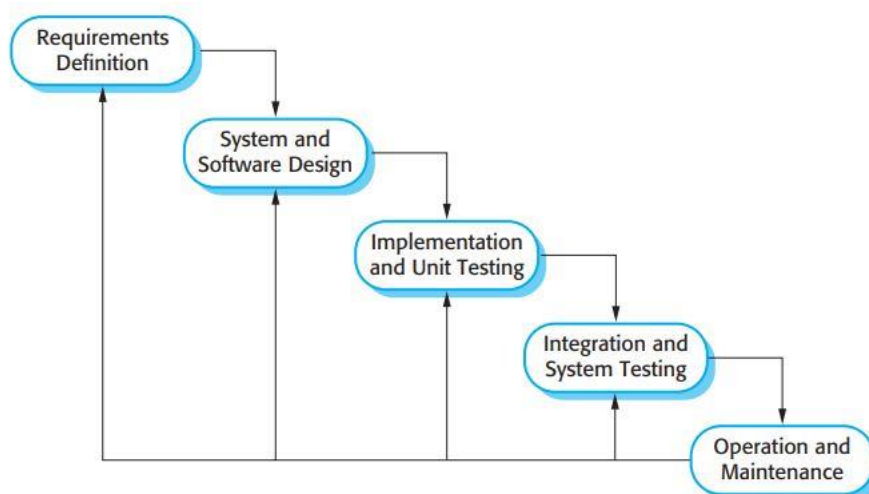 Requirements
Definition
System and
Software Design
Implementation
and Unit Testing
Integration and
System Testing
Operation and
Maintenance